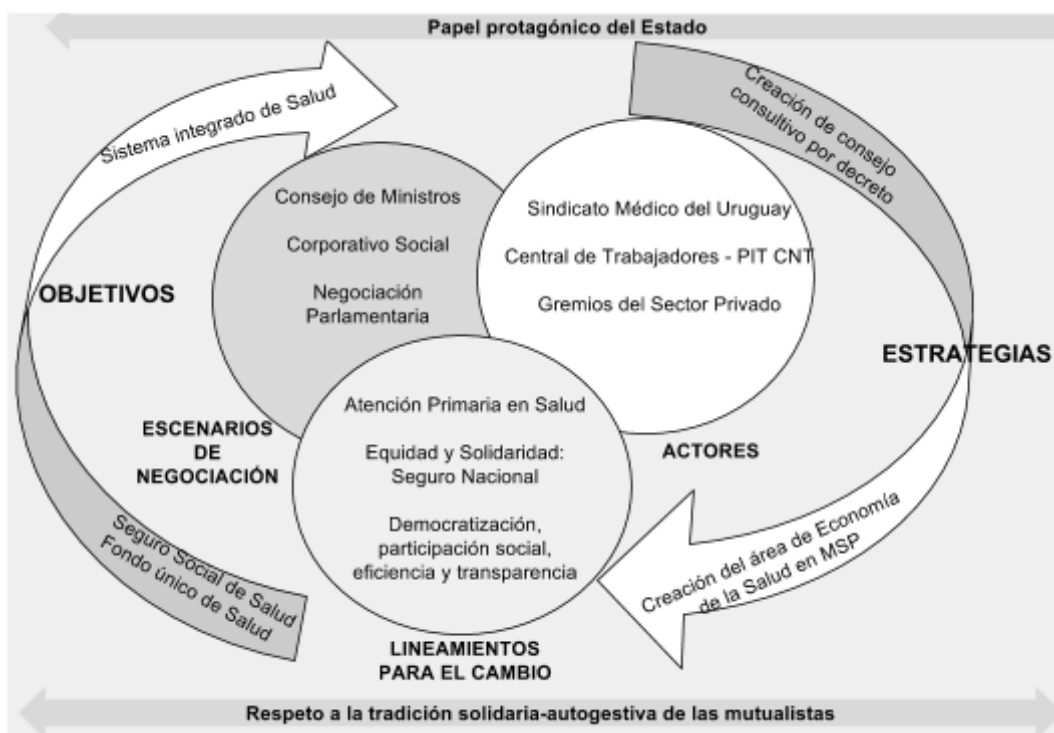 Papel protagónico del Estado
Sistema integrado de Salud
Creación de consejo
consultivo por decreto
Consejo de Ministros
Corporativo Social
Negociación
Parlamentaria
Sindicato Médico del Uruguay
Central de Trabajadores - PIT CNT
Gremios del Sector Privado
OBJETIVOS
ESTRATEGIAS
Atención Primaria en Salud
Equidad y Solidaridad:
Seguro Nacional
Democratización,
participación social,
eficiencia y transparencia
ESCENARIOS
DE
NEGOCIACIÓN
ACTORES
Seguro Social de Salud
Fondo único de Salud
Creación del área de Economía
de la Salud en MSP
LINEAMIENTOS
PARA EL CAMBIO
Respeto a la tradición solidaria-autogestiva de las mutualistas